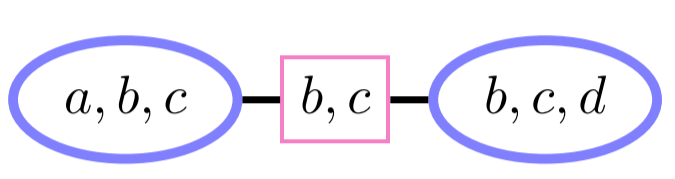 a, b, c
b, c
b, c, d